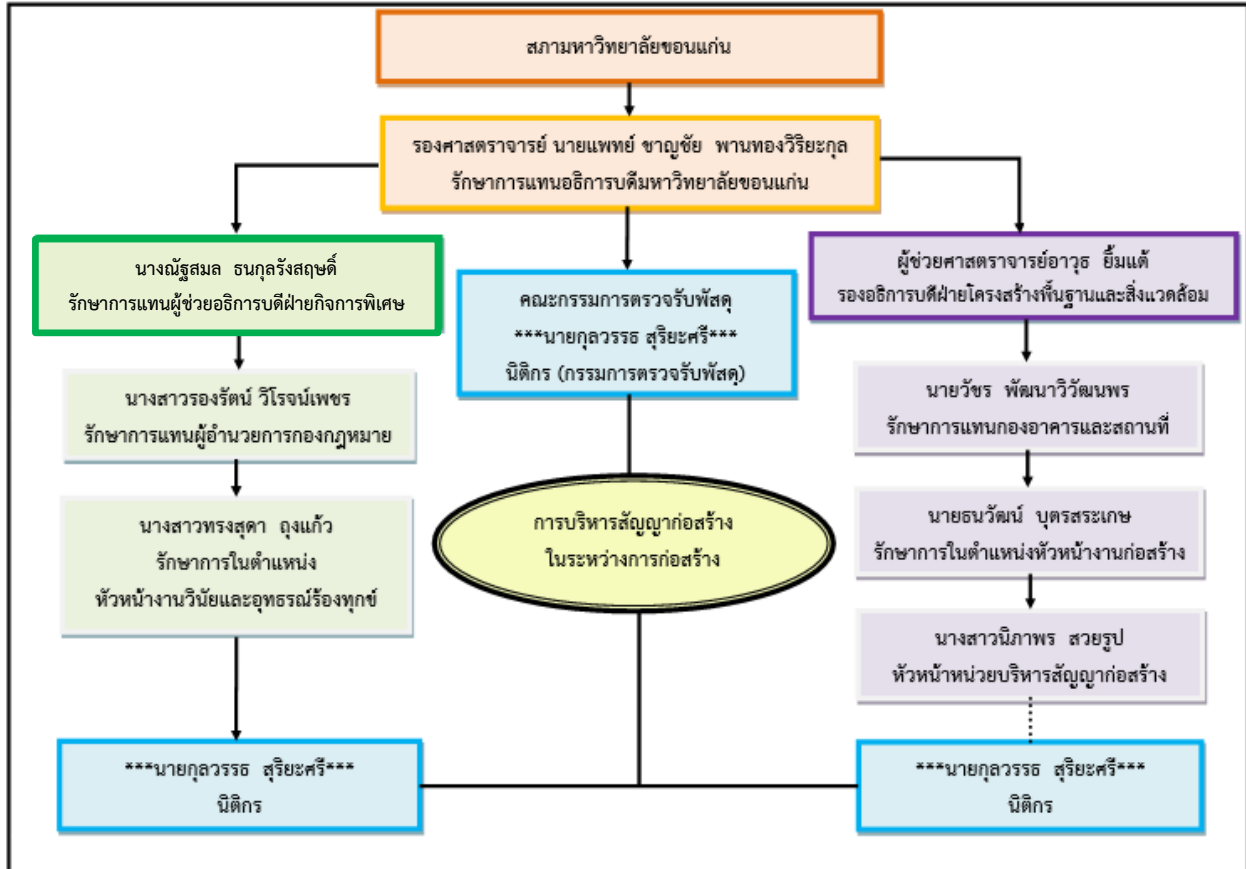 สภามหาวิทยาลัยขอนแก่น
รองศาสตราจารย์ นายแพทย์ ชาญชัย พานทองวิริยะกุล
รักษาการแทนอธิการบดีมหาวิทยาลัยขอนแก่น
นางณัฐสมล ธนกุลรังสฤษดิ์
รักษาการแทนผู้ช่วยอธิการบดีฝ่ายกิจการพิเศษ
คณะกรรมการตรวจรับพัสดุ
***นายกุลวรรธ สุริยะศรี***
นิติกร (กรรมการตรวจรับพัสดุ)
ผู้ช่วยศาสตราจารย์อาวุธ ยิ้มแต้
รองอธิการบดีฝ่ายโครงสร้างพื้นฐานและสิ่งแวดล้อม
นางสาวรองรัตน์ วิโรจน์เพชร
รักษาการแทนผู้อำนวยการกองกฎหมาย
นายวัชร พัฒนาวิวัฒนพร
รักษาการแทนกองอาคารและสถานที่
นางสาวทรงสุดา ถุงแก้ว
รักษาการในตำแหน่ง
หัวหน้างานวินัยและอุทธรณ์ร้องทุกข์
การบริหารสัญญาก่อสร้าง
ในระหว่างการก่อสร้าง
นายธนวัฒน์ บุตรสระเกษ
รักษาการในตำแหน่งหัวหน้างานก่อสร้าง
นางสาวนิภาพร สวยรูป
หัวหน้าหน่วยบริหารสัญญาก่อสร้าง
***นายกุลวรรธ สุริยะศรี***
นิติกร
***นายกุลวรรธ สุริยะศรี***
นิติกร